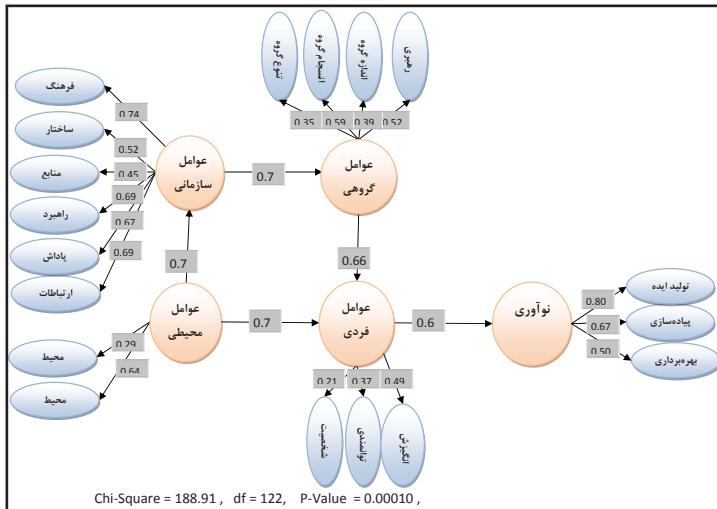 تنوع گروه
انسجام گروه
اندازه گروه
رهبری
0.35
0.59
0.39
0.52
فرهنگ
ساختار
منابع
راهبرد
پاداش
ارتباطات
0.74
0.52
0.45
0.69
0.67
0.69
عوامل
سازمانی
0.7
عوامل
گروهی
0.7
0.66
عوامل
محیطی
0.7
عوامل
فردی
0.6
نوآوری
0.80
0.67
0.50
تولید ایده
پیاده‌سازی
بهره‌برداری
0.29
0.64
محیط
محیط
0.21
0.37
0.49
شخصیت
توانمندی
انگیزش
Chi-Square = 188.91 , df = 122, P-Value = 0.00010 ,